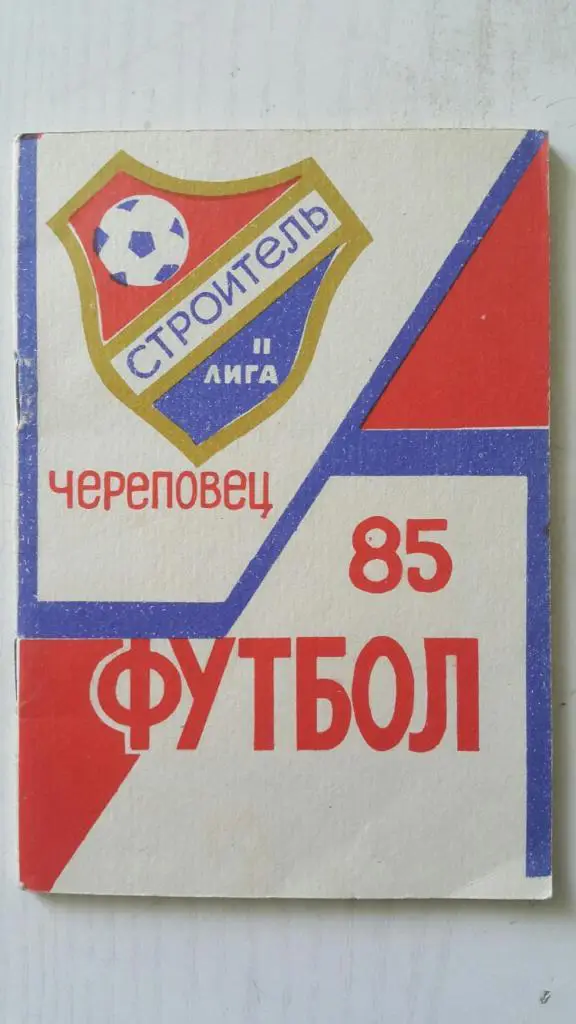 СТРОИТЕЛЬ
II
ЛИГА
ЧЕРЕПОВЕЦ
85
ФУТБОЛ